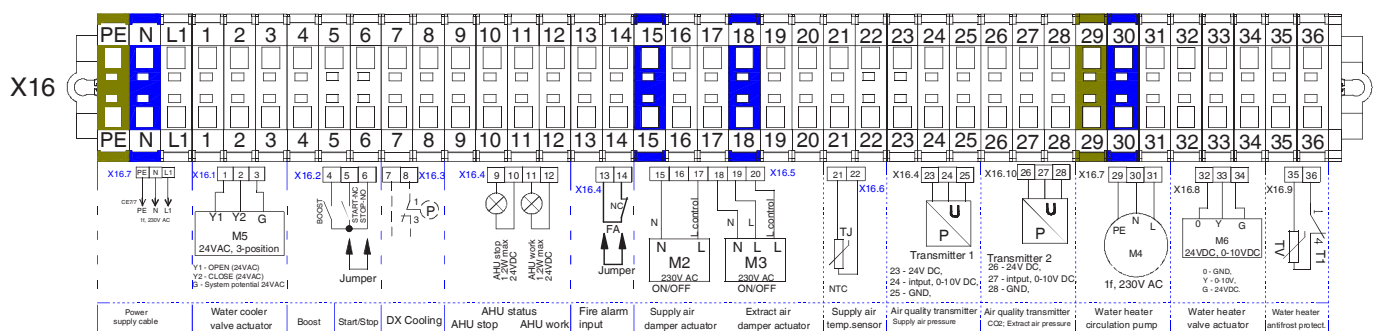 PE N L1 1 2 3 4 5 6 7 8 9 10 11 12 13 14 15 16 17 18 19 20 21 22 23 24 25 26 27 28 29 30 31 32 33 34 35 36
X16
PE N L1 1 2 3 4 5 6 7 8 9 10 11 12 13 14 15 16 17 18 19 20 21 22 23 24 25 26 27 28 29 30 31 32 33 34 35 36
X16.7 PE N L1
CE7/7
PE N L1
1f, 230V AC
Power
supply cable
X16.1 1 2 3
Y1 Y2 G
M5
24VAC, 3-position
Y1 - OPEN (24VAC)
Y2 - CLOSE (24VAC)
G - System potential 24VAC
Water cooler
valve actuator
X16.2 4 5 6
BOOST
START-NC
STOP-NO
Jumper
Boost
Start/Stop
7 8 X16.3
1
3
P
DX Cooling
X16.4 9 10 11 12
AHU stop
1.2W max
24VDC
AHU work
1.2W max
24VDC
AHU status
AHU stop AHU work
13 14
X16.4
NC
FA
Jumper
Fire alarm
input
15 16 17 18 19 20 X16.5
N L control L
M2
230V AC
ON/OFF
N L L control
N L L
M3
230V AC
ON/OFF
Supply air
damper actuator
Extract air
damper actuator
21 22
X16.6
TJ
NTC
Supply air
temp.sensor
X16.4 23 24 25
U
P
Transmitter 1
23 - 24V DC,
24 - intput, 0-10V DC,
25 - GND,
Air quality transmitter
Supply air pressure
X16.10 26 27 28
U
P
Transmitter 2
26 - 24V DC,
27 - intput, 0-10V DC,
28 - GND,
Air quality transmitter
CO2; Extract air pressure
X16.7 29 30 31
PE N L
M4
1f, 230V AC
Water heater
circulation pump
32 33 34
X16.8
0 Y G
M6
24VDC, 0-10VDC
0 - GND,
Y - 0-10V,
G - 24VDC.
Water heater
valve actuator
35 36
X16.9
TV
1
4
T1
Water heater
antifrost protect.